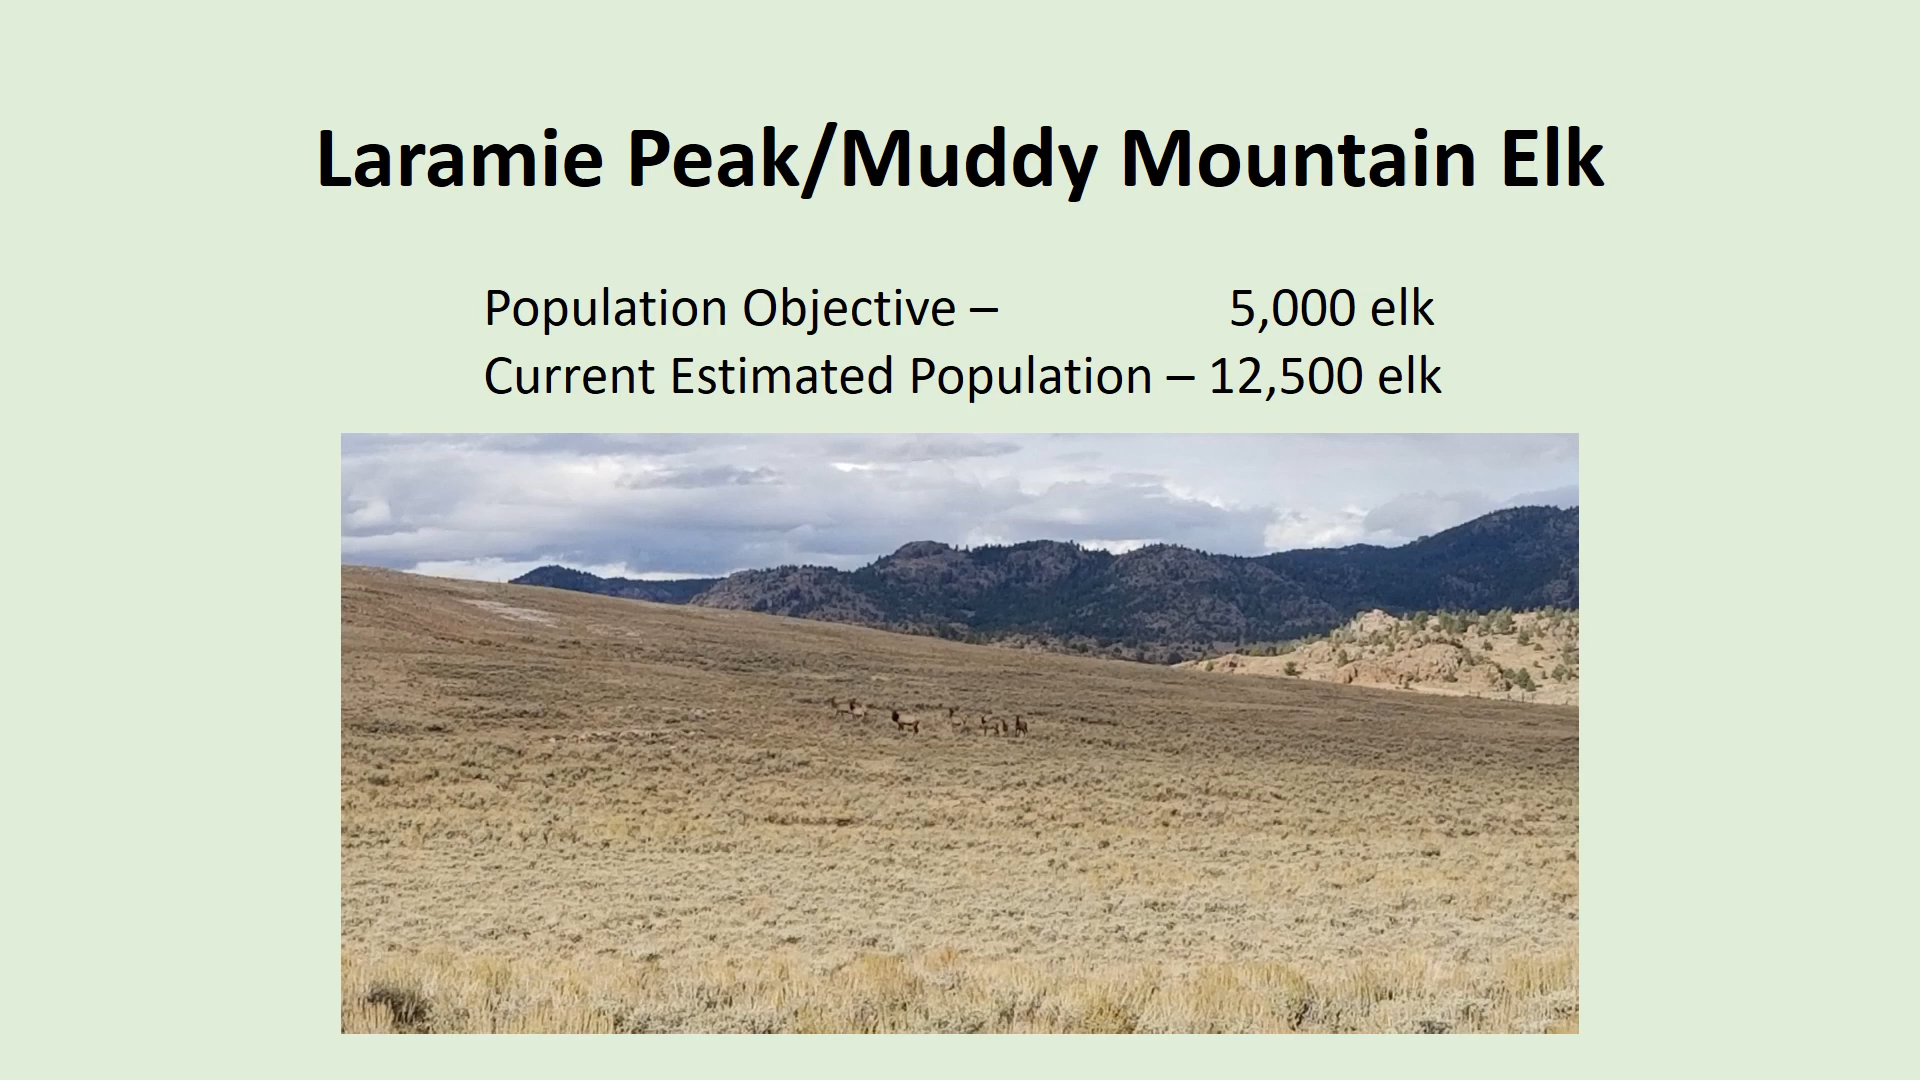 Laramie Peak/Muddy Mountain Elk
Population Objective – 5,000 elk
Current Estimated Population – 12,500 elk